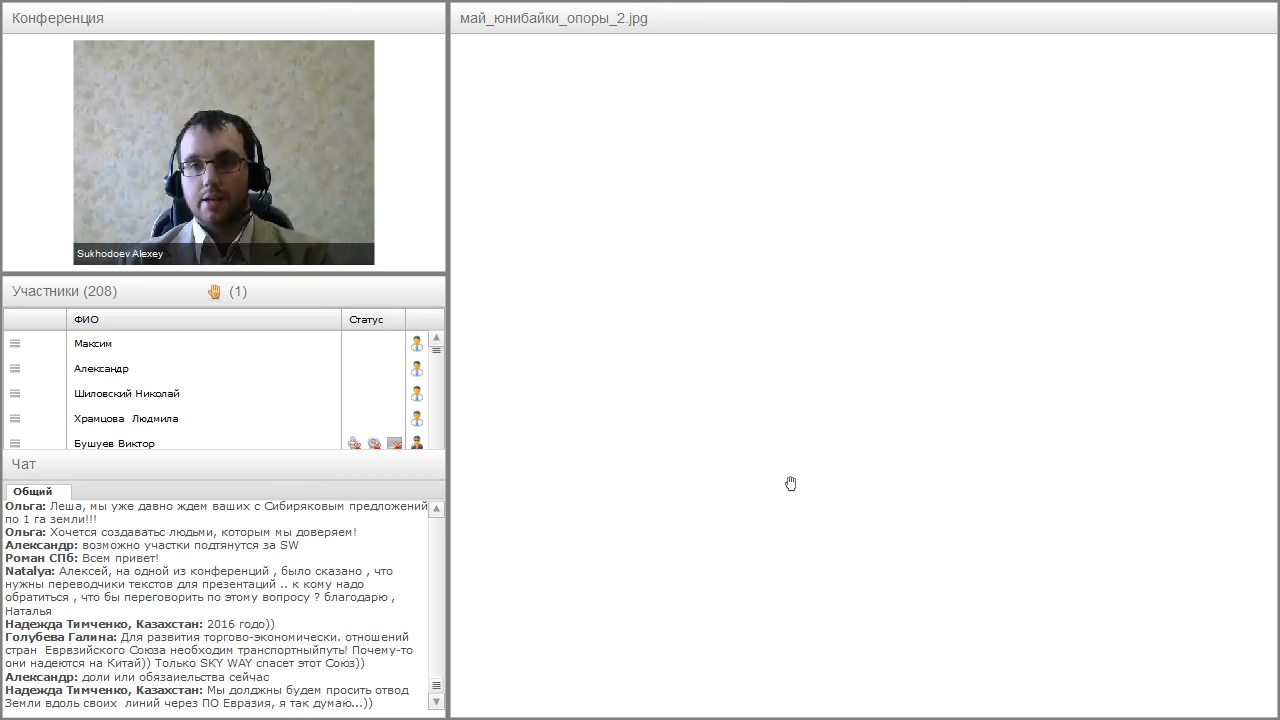 Конференция
май_юнибайки_опоры_2.jpg
Sukhodoev Alexey
Участники (208)
(1)
ФИО
Статус
Максим
Александр
Шиловский Николай
Храмцова Людмила
Бушуев Виктор
Чат
Общий
Ольга: Леша, мы уже давно ждем ваших с Сибиряковым предложений
по 1 га земли!!!
Ольга: Хочется создаватьс людьми, которым мы доверяем!
Александр: возможно участки подтянутся за SW
Роман СПб: Всем привет!
Natalya: Алексей, на одной из конференций , было сказано , что
нужны переводчики текстов для презентаций .. к кому надо
обратиться , что бы переговорить по этому вопросу ? благодарю ,
Наталья
Надежда Тимченко, Казахстан: 2016 годо))
Голубева Галина: Для развития торгово-экономически. отношений
стран Еврвзийского Союза необходим транспортныйпуть! Почему-то
они надеются на Китай)) Только SKY WAY спасет этот Союз))
Александр: доли или обязаиельства сейчас
Надежда Тимченко, Казахстан: Мы долджны будем просить отвод
Земли вдоль своих линий через ПО Евразия, я так думаю...))